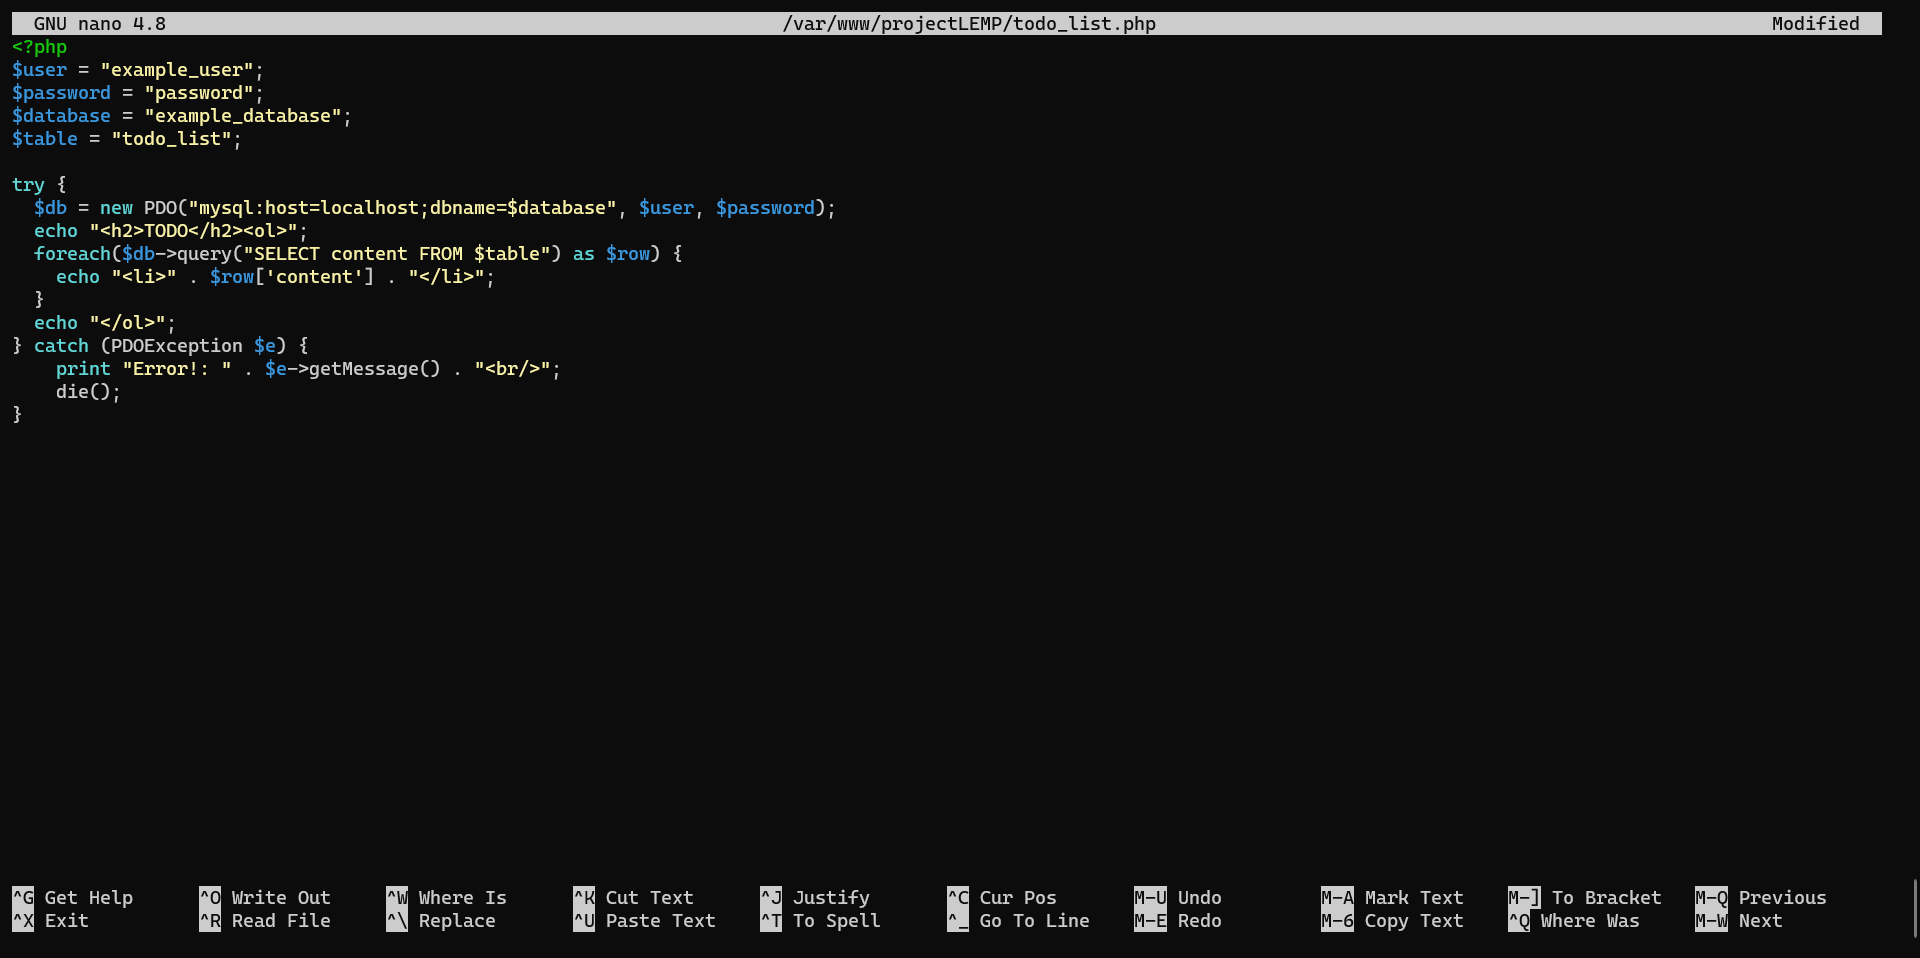 GNU nano 4.8 /var/www/projectLEMP/todo_list.php Modified
<?php
$user = "example_user";
$password = "password";
$database = "example_database";
$table = "todo_list";

try {
  $db = new PDO("mysql:host=localhost;dbname=$database", $user, $password);
  echo "<h2>TODO</h2><ol>";
  foreach($db->query("SELECT content FROM $table") as $row) {
    echo "<li>" . $row['content'] . "</li>";
  }
  echo "</ol>";
} catch (PDOException $e) {
    print "Error!: " . $e->getMessage() . "<br/>";
    die();
}
^G Get Help ^O Write Out ^W Where Is ^K Cut Text ^J Justify ^C Cur Pos M-U Undo M-A Mark Text M-] To Bracket M-Q Previous
^X Exit ^R Read File ^\ Replace ^U Paste Text ^T To Spell ^_ Go To Line M-E Redo M-6 Copy Text ^Q Where Was M-W Next